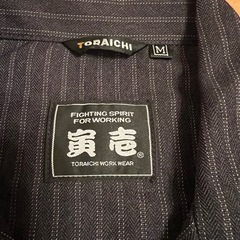 TORAICHI
M
FIGHTING SPIRIT
FOR WORKING
寅壱®
TORAICHI WORK WEAR